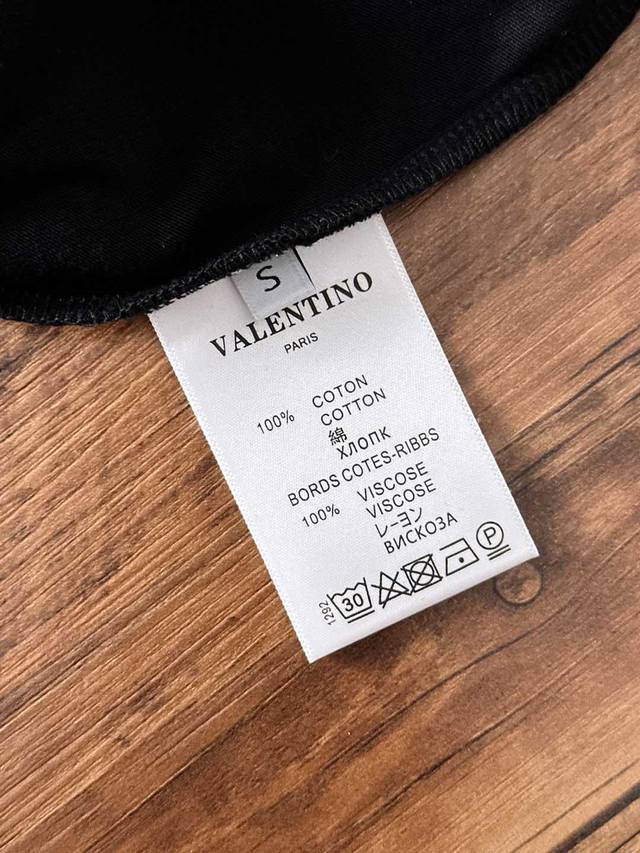 S
VALENTINO
PARIS
100% COTON
COTTON
綿
ХЛОПК
BORDS COTES-RIBBS
100% VISCOSE
VISCOSE
レーヨン
ВИСКОЗА
1292 30 P